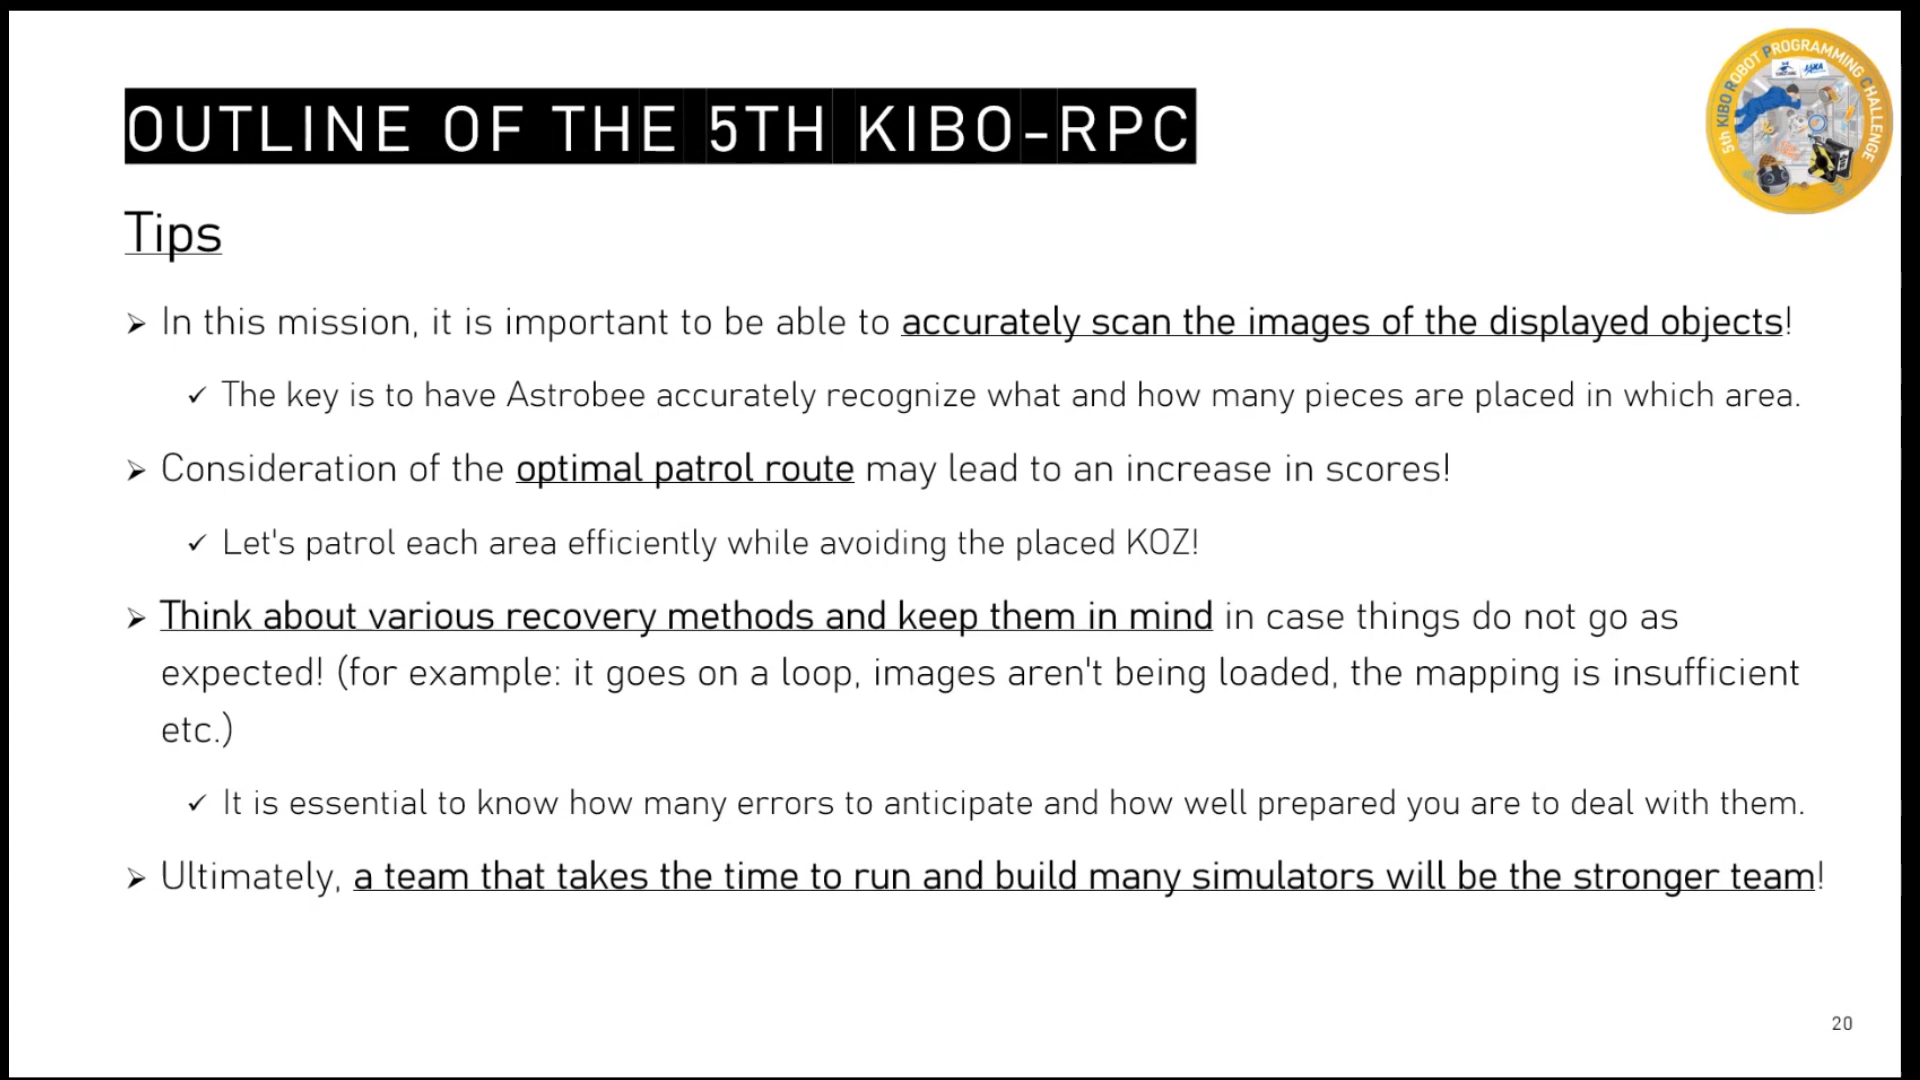 OUTLINE OF THE 5TH KIBO-RPC
5th KIBO ROBOT PROGRAMMING CHALLENGE
Tips
➢ In this mission, it is important to be able to accurately scan the images of the displayed objects!
✓ The key is to have Astrobee accurately recognize what and how many pieces are placed in which area.
➢ Consideration of the optimal patrol route may lead to an increase in scores!
✓ Let's patrol each area efficiently while avoiding the placed KOZ!
➢ Think about various recovery methods and keep them in mind in case things do not go as
expected! (for example: it goes on a loop, images aren't being loaded, the mapping is insufficient
etc.)
✓ It is essential to know how many errors to anticipate and how well prepared you are to deal with them.
➢ Ultimately, a team that takes the time to run and build many simulators will be the stronger team!
20